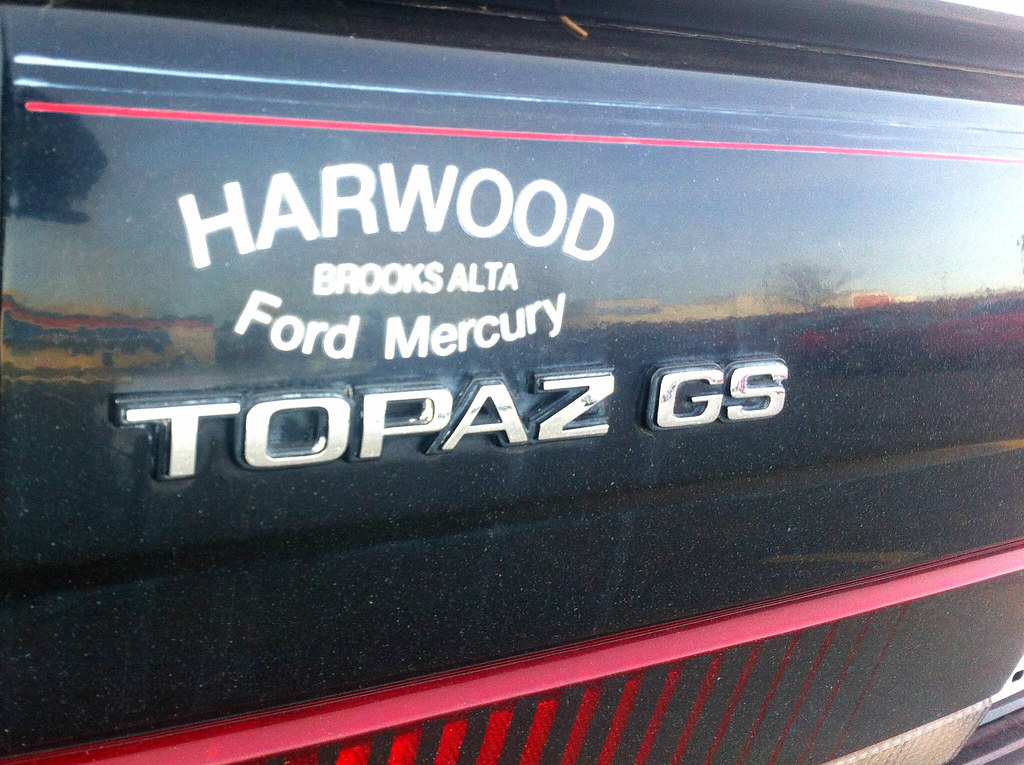 HARWOOD
BROOKS ALTA
Ford Mercury
TOPAZ GS